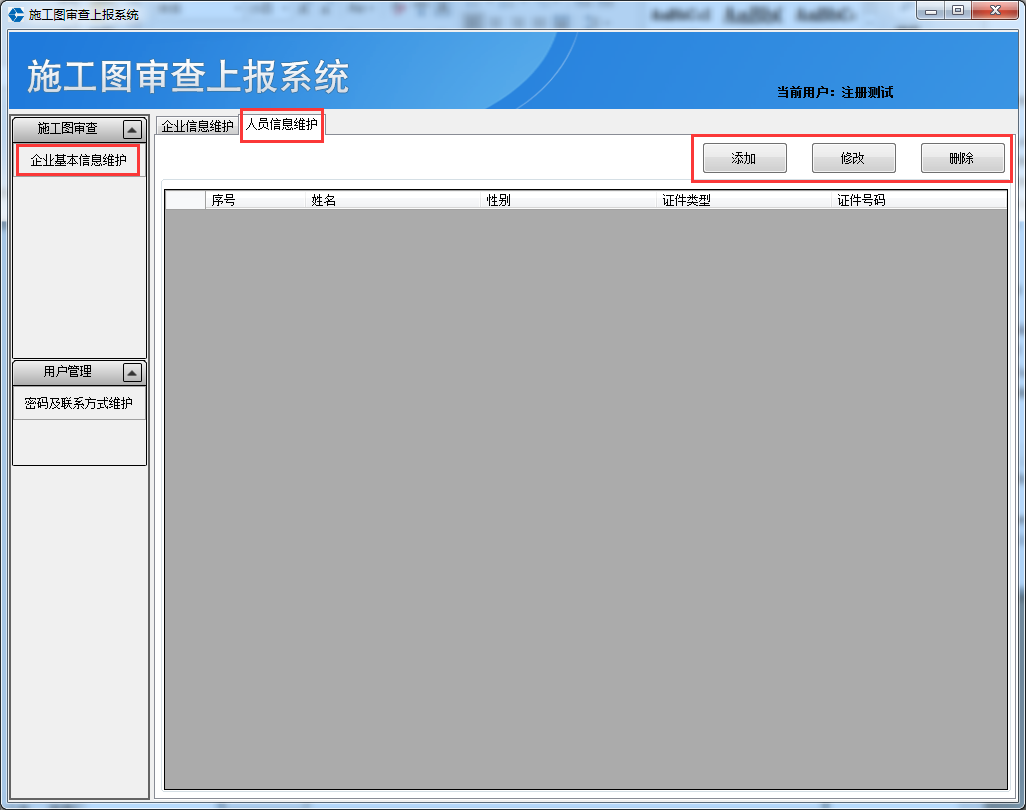 施工图审查上报系统
施工图审查上报系统
当前用户：注册测试
施工图审查
企业基本信息维护
用户管理
密码及联系方式维护
企业信息维护 人员信息维护
添加 修改 删除
序号 姓名 性别 证件类型 证件号码